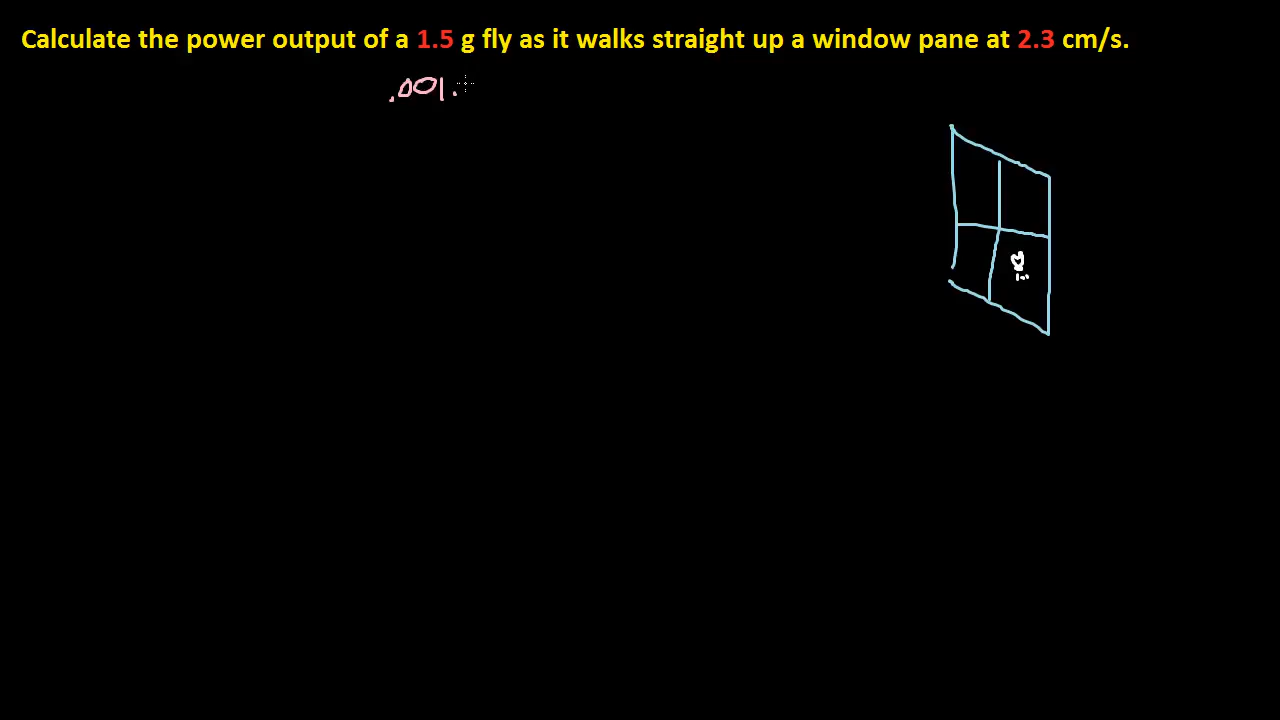 Calculate the power output of a 1.5 g fly as it walks straight up a window pane at 2.3 cm/s.
.001.